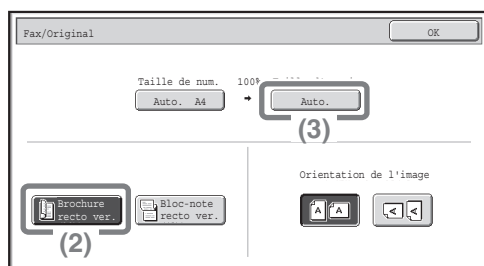 Fax/Original
OK
Taille de num.
100%
Auto. A4
Auto.
(3)
Orientation de l'image
Brochure
recto ver.
Bloc-note
recto ver.
A A
A A
(2)